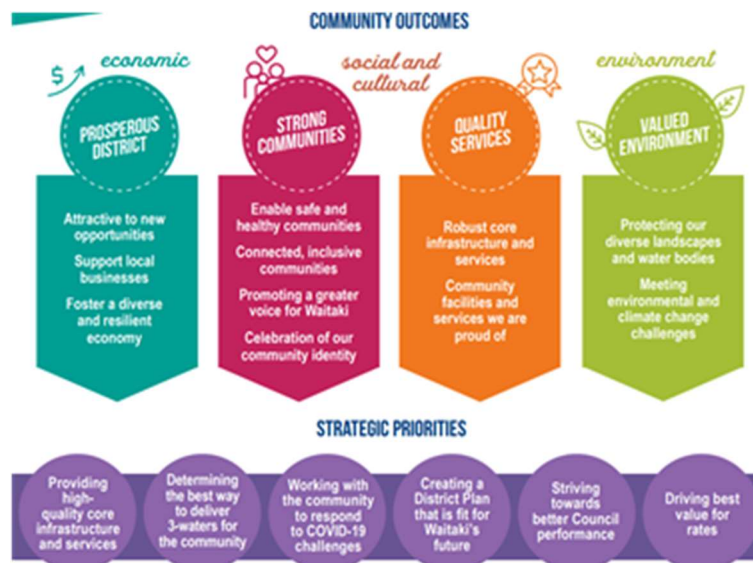 COMMUNITY OUTCOMES
economic
social and
cultural
environment
$
PROSPEROUS
DISTRICT
Attractive to new
opportunities
Support local
businesses
Foster a diverse
and resilient
economy
STRONG
COMMUNITIES
Enable safe and
healthy communities
Connected, inclusive
communities
Promoting a greater
voice for Waitaki
Celebration of our
community identity
QUALITY
SERVICES
Robust core
infrastructure and
services
Community
facilities and
services we are
proud of
VALUED
ENVIRONMENT
Protecting our
diverse landscapes
and water bodies
Meeting
environmental and
climate change
challenges
STRATEGIC PRIORITIES
Providing
high-
quality core
infrastructure
and services
Determining
the best way
to deliver
3-waters for
the community
Working with
the community
to respond
to COVID-19
challenges
Creating a
District Plan
that is fit for
Waitaki's
future
Striving
towards
better Council
performance
Driving best
value for
rates